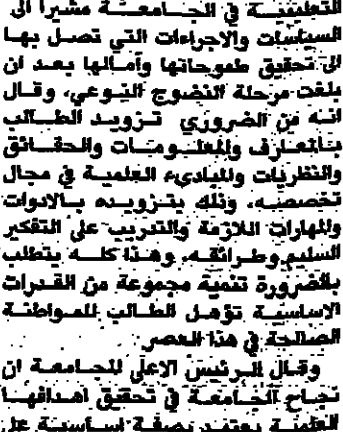 التعليمية في الجامعة مشيرا الى
السياسات والاجراءات التي تصل بها
الى تحقيق طموحاتها وآمالها بعد ان
بلغت مرحلة النضوج النوعي، وقال
انه من الضروري تزويد الطالب
بالمعارف والمعلومات والحقائق
والنظريات والمبادىء العلمية في مجال
تخصصه، وذلك بتزويده بالادوات
والمهارات اللازمة والتدريب على التفكير
السليم وطرائقه، وهذا كله يتطلب
بالضرورة تنمية مجموعة من القدرات
الاساسية تؤهل الطالب للمواطنة
الصالحة في هذا العصر.
وقال الرئيس الاعلى للجامعة ان
نجاح الجامعة في تحقيق اهدافها
العلمية يعتمد بصفة اساسية على